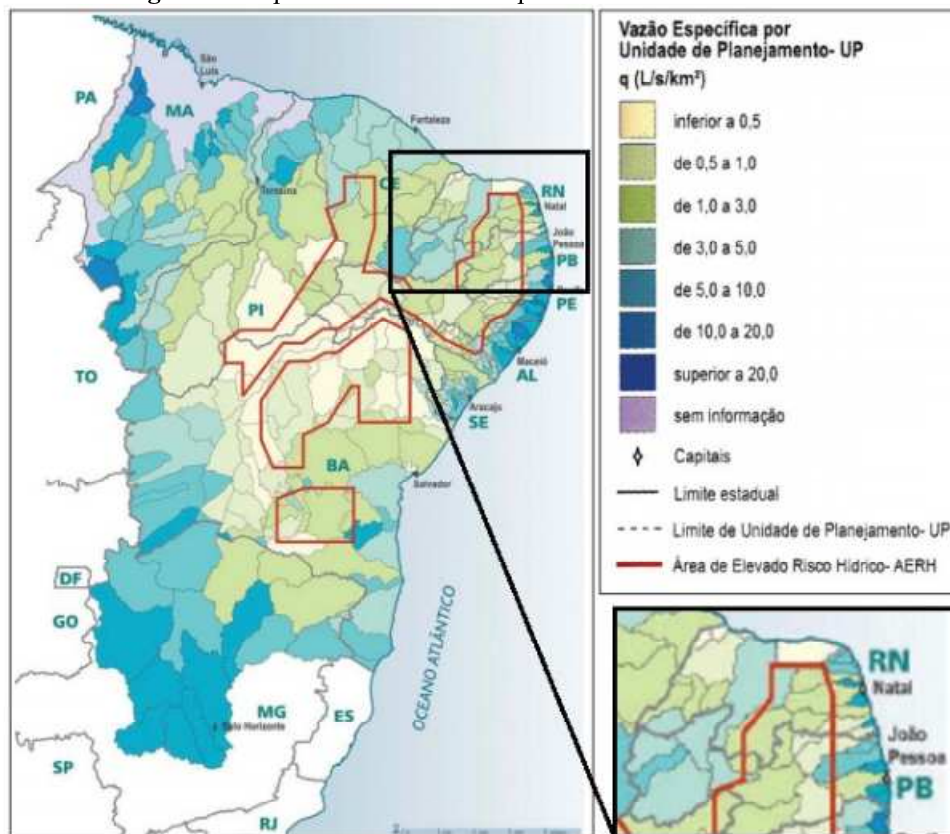 Vazão Específica por
Unidade de Planejamento- UP
q (L/s/km²)
inferior a 0,5
de 0,5 a 1,0
de 1,0 a 3,0
de 3,0 a 5,0
de 5,0 a 10,0
de 10,0 a 20,0
superior a 20,0
sem informação
Capitais
Limite estadual
Limite de Unidade de Planejamento- UP
Área de Elevado Risco Hídrico- AERH
São
Luís
PA
MA
Fortaleza
Teresina
CE
RN
Natal
João
Pessoa
PB
PI
PE
TO
Maceió
AL
Aracaju
SE
BA
Salvador
DF
GO
OCEANO ATLÂNTICO
MG
ES
Belo Horizonte
SP
RJ
RN
Natal
João
Pessoa
PB